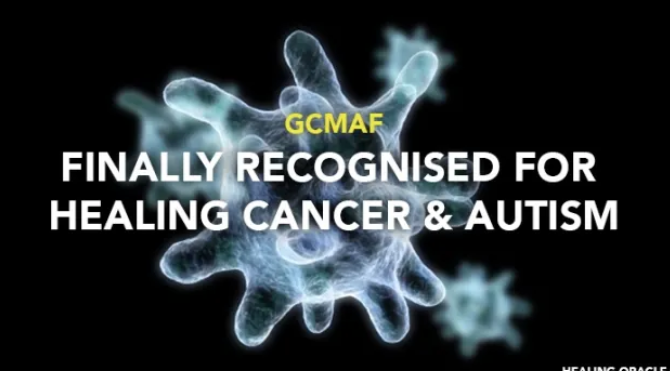 GCMAF
FINALLY RECOGNISED FOR
HEALING CANCER & AUTISM
HEALING ORACLE